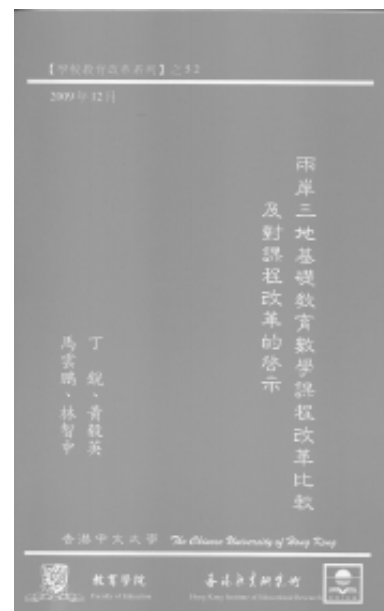 【學校教育改革系列】之52
2009年12月
兩岸三地基礎教育數學課程改革比較
及對課程改革的啓示
丁 銳、黃毅英
馬雲鵬、林智中
香港中文大學 The Chinese University of Hong Kong
教育學院
Faculty of Education
香港教育研究所
Hong Kong Institute of Educational Research